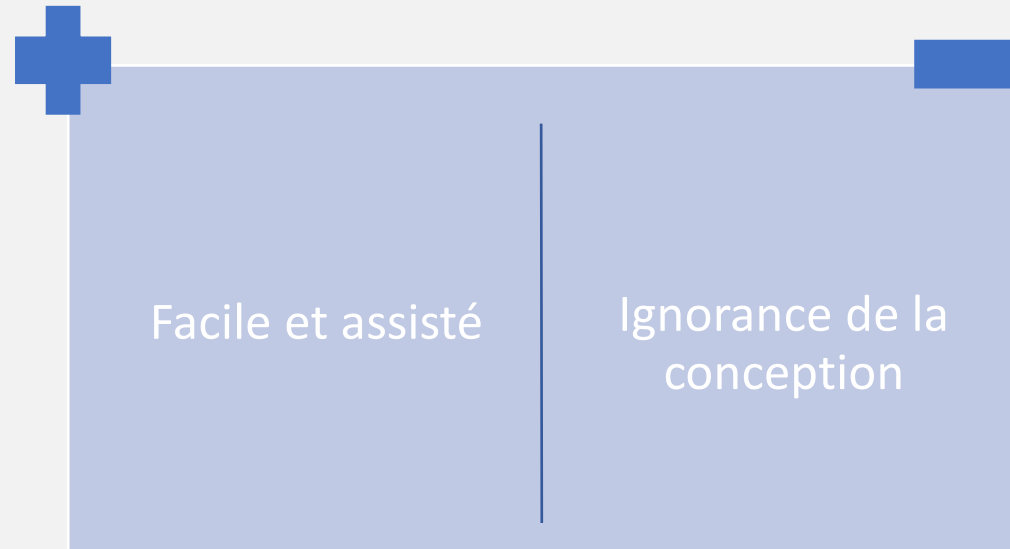 Facile et assisté
Ignorance de la
conception